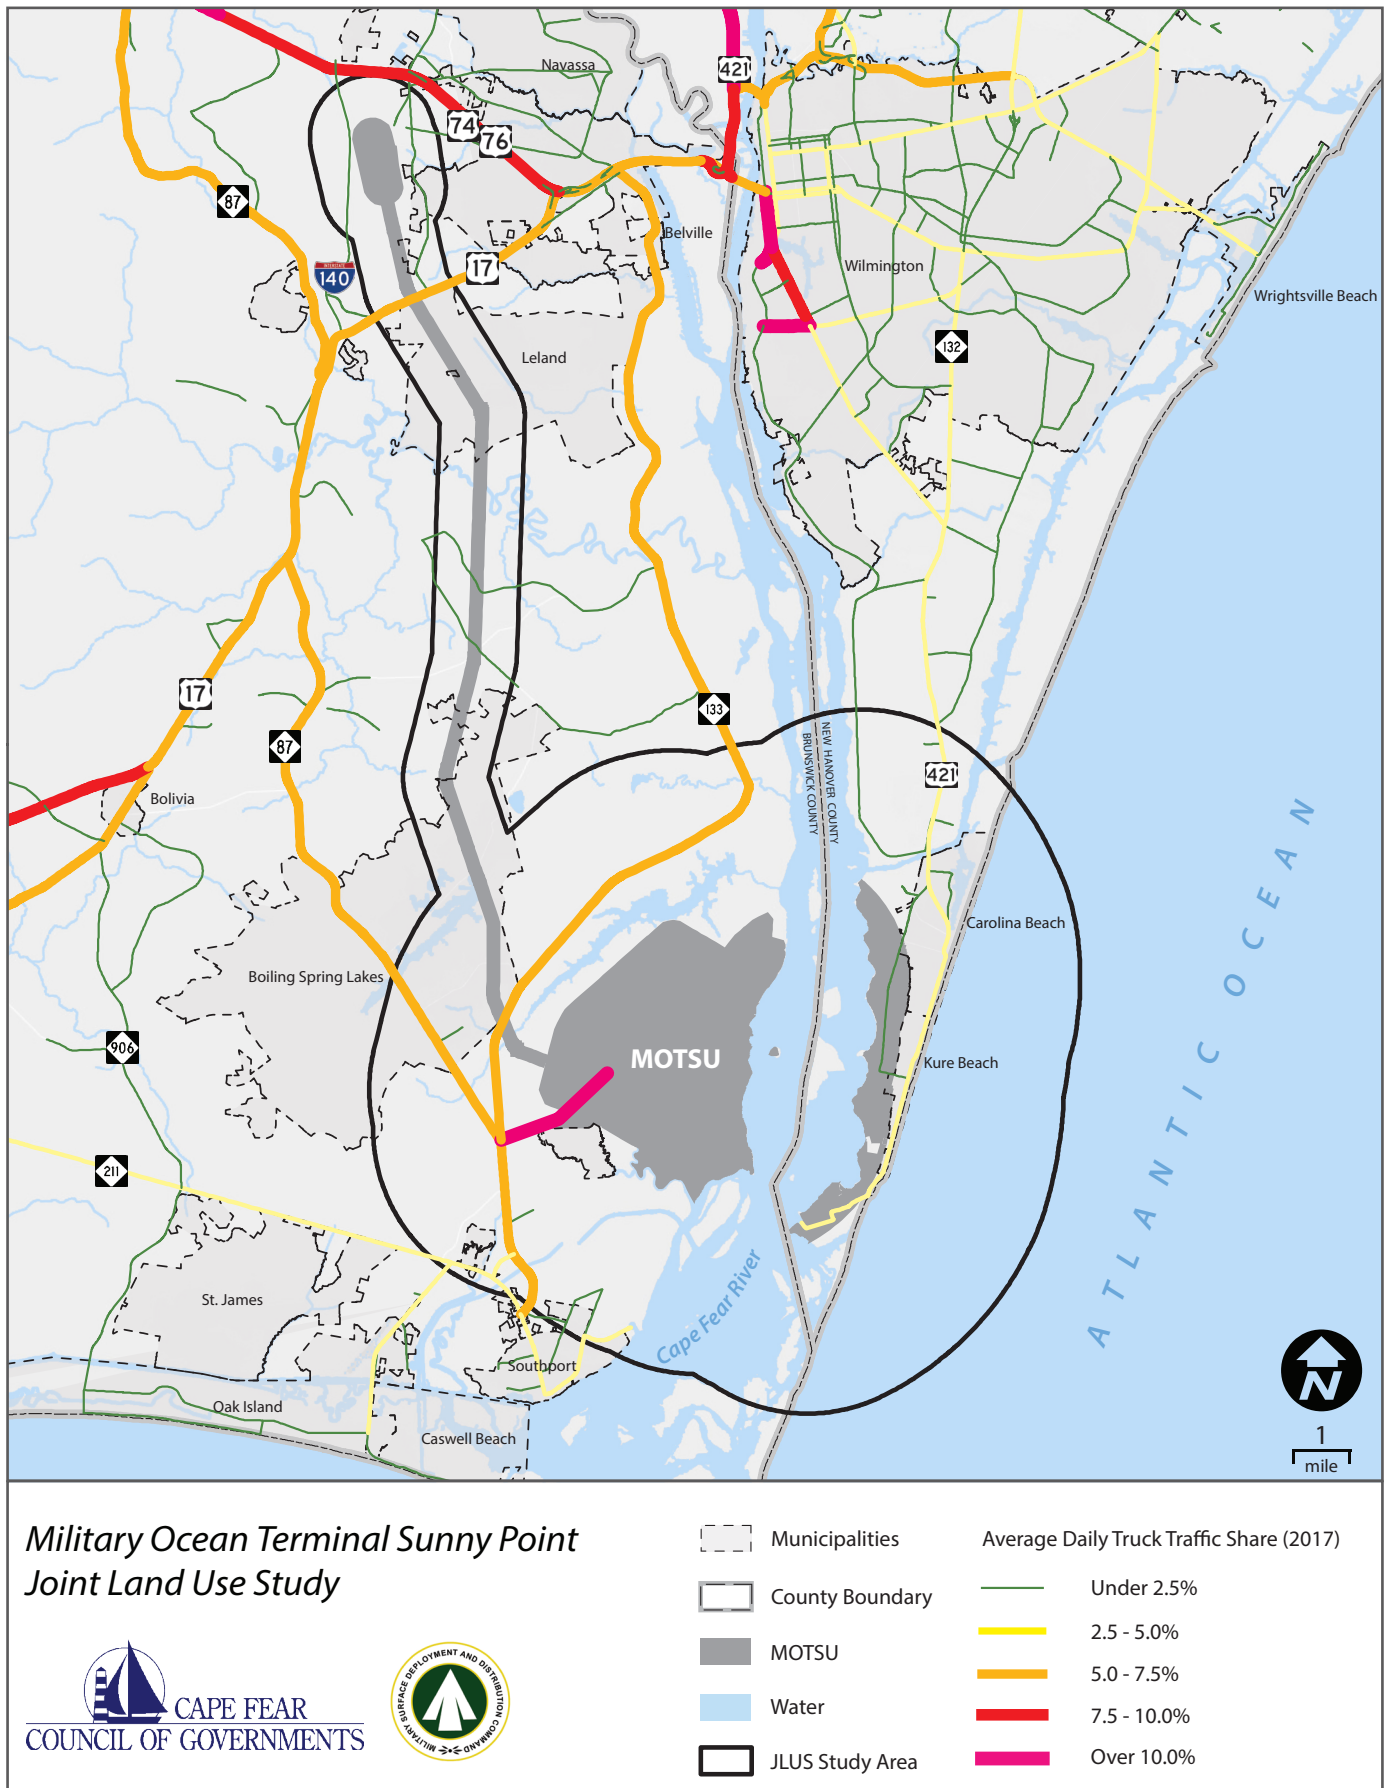 Navassa
421
74
76
87
Belville
17
140
Wilmington
Wrightsville Beach
132
Leland
17
133
87
NEW HANOVER COUNTY
BRUNSWICK COUNTY
421
Bolivia
Carolina Beach
Boiling Spring Lakes
906
MOTSU
Kure Beach
ATLANTIC OCEAN
211
St. James
Cape Fear River
Southport
Oak Island
Caswell Beach
N
1
mile
Military Ocean Terminal Sunny Point
Joint Land Use Study
CAPE FEAR
COUNCIL OF GOVERNMENTS
MILITARY SURFACE DEPLOYMENT AND DISTRIBUTION COMMAND
Municipalities
County Boundary
MOTSU
Water
JLUS Study Area
Average Daily Truck Traffic Share (2017)
Under 2.5%
2.5 - 5.0%
5.0 - 7.5%
7.5 - 10.0%
Over 10.0%